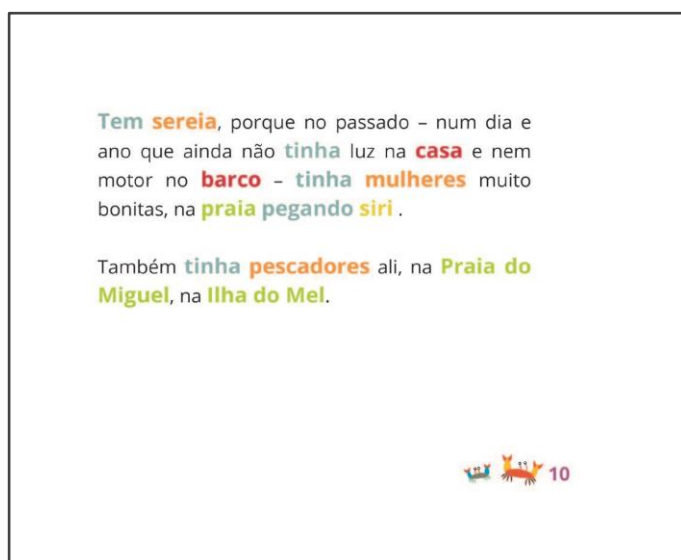 Tem sereia, porque no passado – num dia e
ano que ainda não tinha luz na casa e nem
motor no barco – tinha mulheres muito
bonitas, na praia pegando siri .
Também tinha pescadores ali, na Praia do
Miguel, na Ilha do Mel.
10